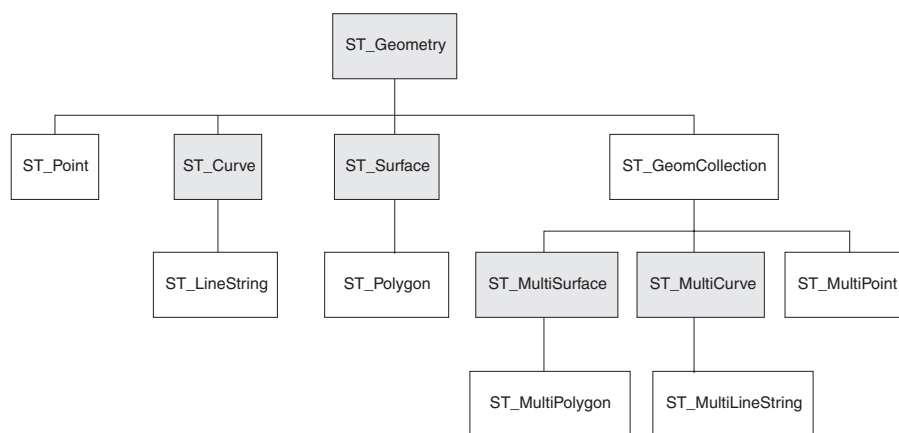 ST_Geometry
ST_Point
ST_Curve
ST_Surface
ST_GeomCollection
ST_LineString
ST_Polygon
ST_MultiSurface
ST_MultiCurve
ST_MultiPoint
ST_MultiPolygon
ST_MultiLineString